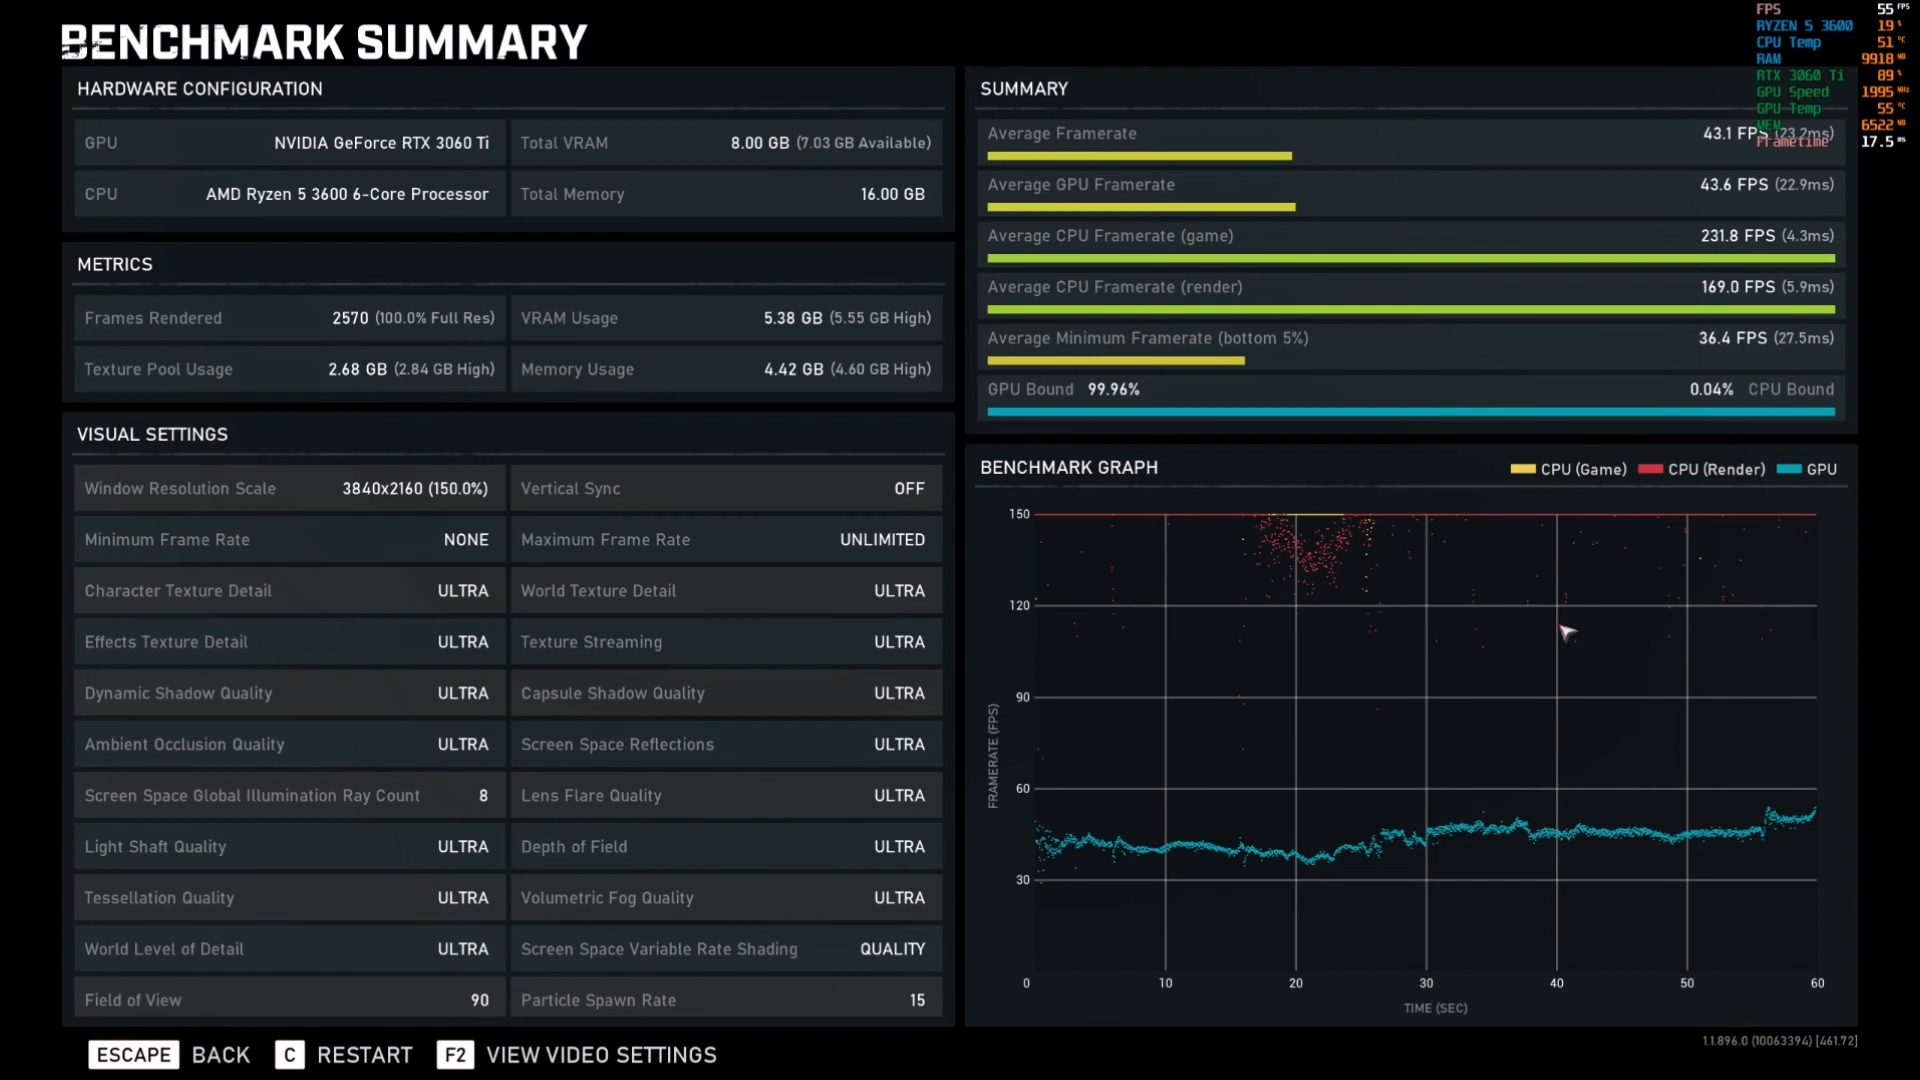 BENCHMARK SUMMARY
HARDWARE CONFIGURATION
GPU NVIDIA GeForce RTX 3060 Ti Total VRAM 8.00 GB (7.03 GB Available)
CPU AMD Ryzen 5 3600 6-Core Processor Total Memory 16.00 GB
METRICS
Frames Rendered 2570 (100.0% Full Res) VRAM Usage 5.38 GB (5.55 GB High)
Texture Pool Usage 2.68 GB (2.84 GB High) Memory Usage 4.42 GB (4.60 GB High)
VISUAL SETTINGS
Window Resolution Scale 3840x2160 (150.0%) Vertical Sync OFF
Minimum Frame Rate NONE Maximum Frame Rate UNLIMITED
Character Texture Detail ULTRA World Texture Detail ULTRA
Effects Texture Detail ULTRA Texture Streaming ULTRA
Dynamic Shadow Quality ULTRA Capsule Shadow Quality ULTRA
Ambient Occlusion Quality ULTRA Screen Space Reflections ULTRA
Screen Space Global Illumination Ray Count 8 Lens Flare Quality ULTRA
Light Shaft Quality ULTRA Depth of Field ULTRA
Tessellation Quality ULTRA Volumetric Fog Quality ULTRA
World Level of Detail ULTRA Screen Space Variable Rate Shading QUALITY
Field of View 90 Particle Spawn Rate 15
SUMMARY
Average Framerate 43.1 FPS (23.2ms)
Average GPU Framerate 43.6 FPS (22.9ms)
Average CPU Framerate (game) 231.8 FPS (4.3ms)
Average CPU Framerate (render) 169.0 FPS (5.9ms)
Average Minimum Framerate (bottom 5%) 36.4 FPS (27.5ms)
GPU Bound 99.96% 0.04% CPU Bound
FPS 55 FPS
RYZEN 5 3600 19 %
CPU Temp 51 °C
RAM 9918 MB
RTX 3060 Ti 89 %
GPU Speed 1995 MHz
GPU Temp 55 °C
MEM 6522 MB
Frametime 17.5 ms
BENCHMARK GRAPH CPU (Game) CPU (Render) GPU
150
120
90
60
30
FRAMERATE (FPS)
0 10 20 30 40 50 60
TIME (SEC)
1.1.896.0 (10063394) [461.72]
ESCAPE BACK C RESTART F2 VIEW VIDEO SETTINGS